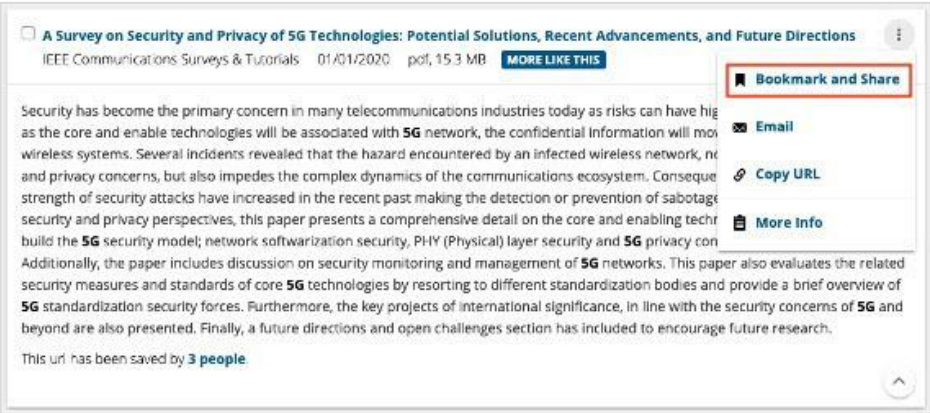 A Survey on Security and Privacy of 5G Technologies: Potential Solutions, Recent Advancements, and Future Directions
IEEE Communications Surveys & Tutorials 01/01/2020 pdf, 15.3 MB MORE LIKE THIS
Bookmark and Share
Email
Copy URL
More Info
Security has become the primary concern in many telecommunications industries today as risks can have hig
as the core and enable technologies will be associated with 5G network, the confidential information will mov
wireless systems. Several incidents revealed that the hazard encountered by an infected wireless network, no
and privacy concerns, but also impedes the complex dynamics of the communications ecosystem. Conseque
strength of security attacks have increased in the recent past making the detection or prevention of sabotage
security and privacy perspectives, this paper presents a comprehensive detail on the core and enabling techn
build the 5G security model; network softwarization security, PHY (Physical) layer security and 5G privacy con
Additionally, the paper includes discussion on security monitoring and management of 5G networks. This paper also evaluates the related
security measures and standards of core 5G technologies by resorting to different standardization bodies and provide a brief overview of
5G standardization security forces. Furthermore, the key projects of international significance, in line with the security concerns of 5G and
beyond are also presented. Finally, a future directions and open challenges section has included to encourage future research.
This url has been saved by 3 people.